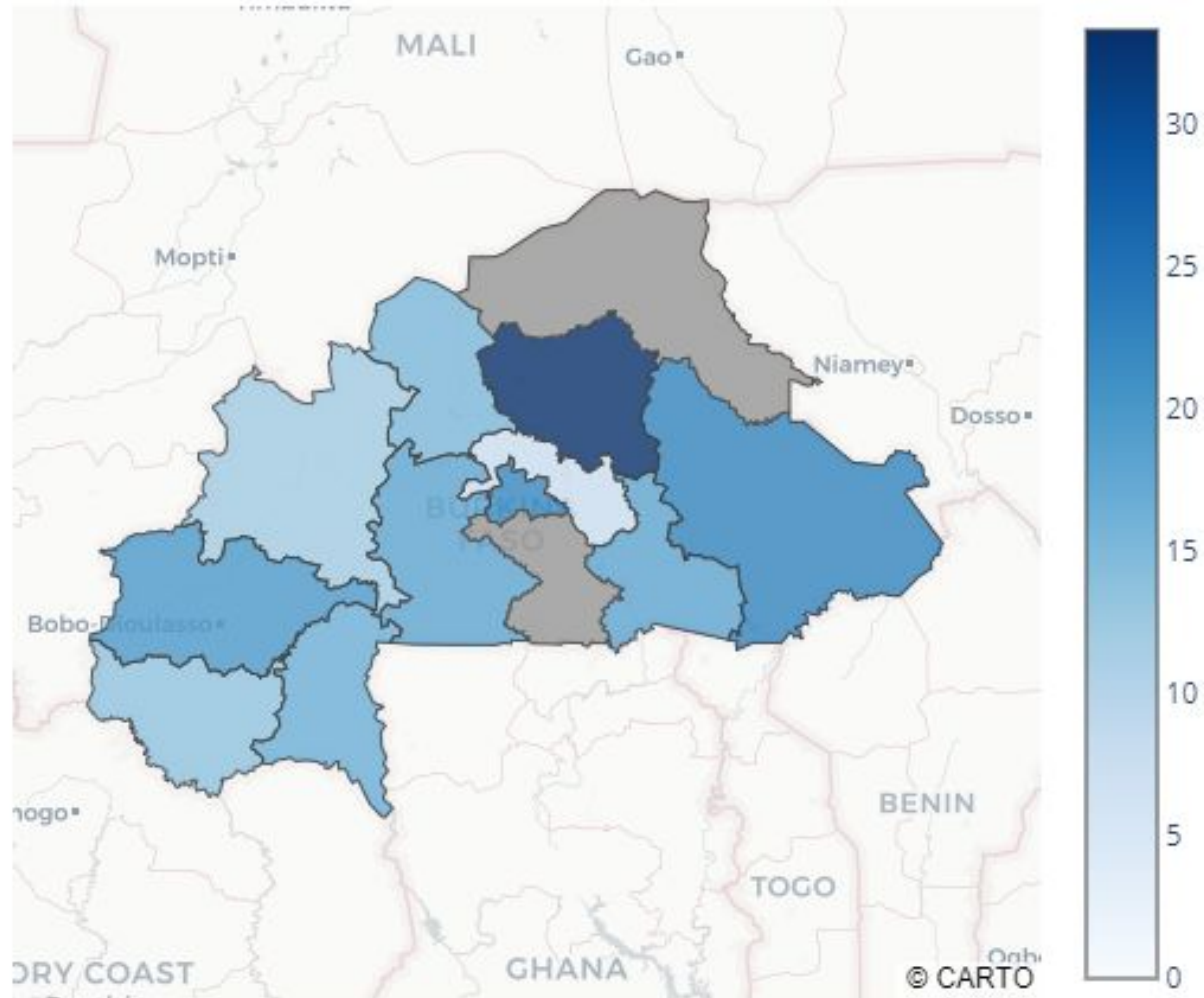 MALI
Gao
Mopti
Niamey
Dosso
BURKINA
FASO
Bobo-Dioulasso
nogo
BENIN
TOGO
ORY COAST
GHANA
© CARTO
30
25
20
15
10
5
0